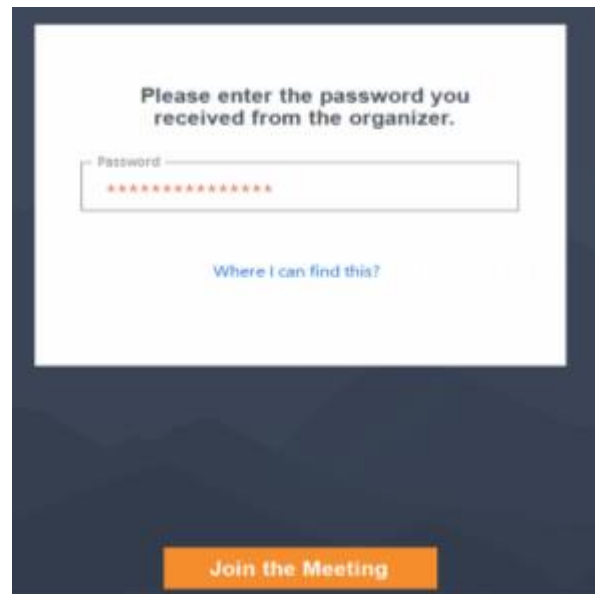 Please enter the password you
received from the organizer.
Password
***************
Where I can find this?
Join the Meeting